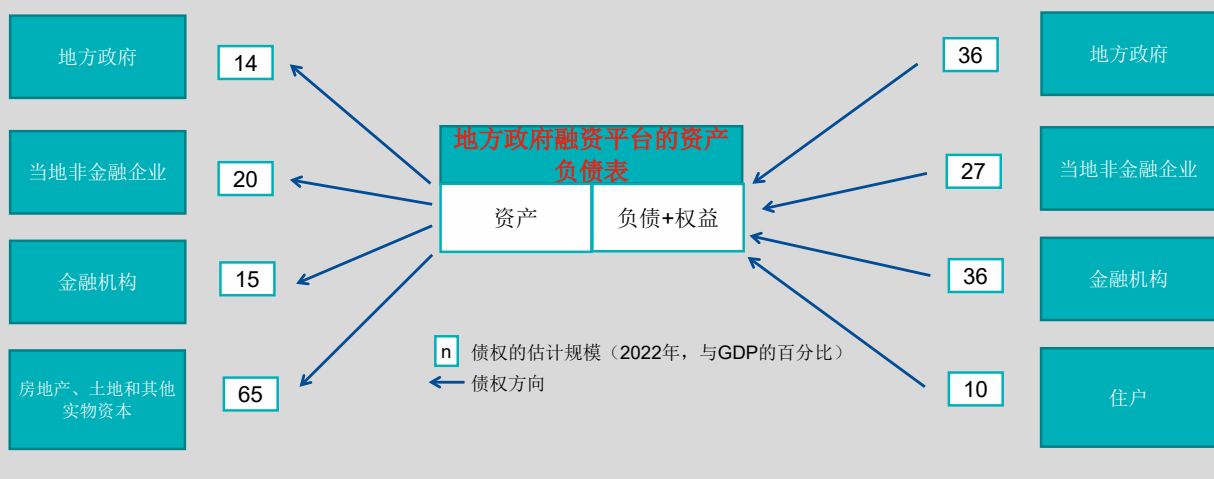 地方政府
14
36
地方政府
地方政府融资平台的资产
负债表
当地非金融企业
20
27
当地非金融企业
资产
负债+权益
金融机构
15
36
金融机构
n 债权的估计规模（2022年，与GDP的百分比）
债权方向
房地产、土地和其他
实物资本
65
10
住户